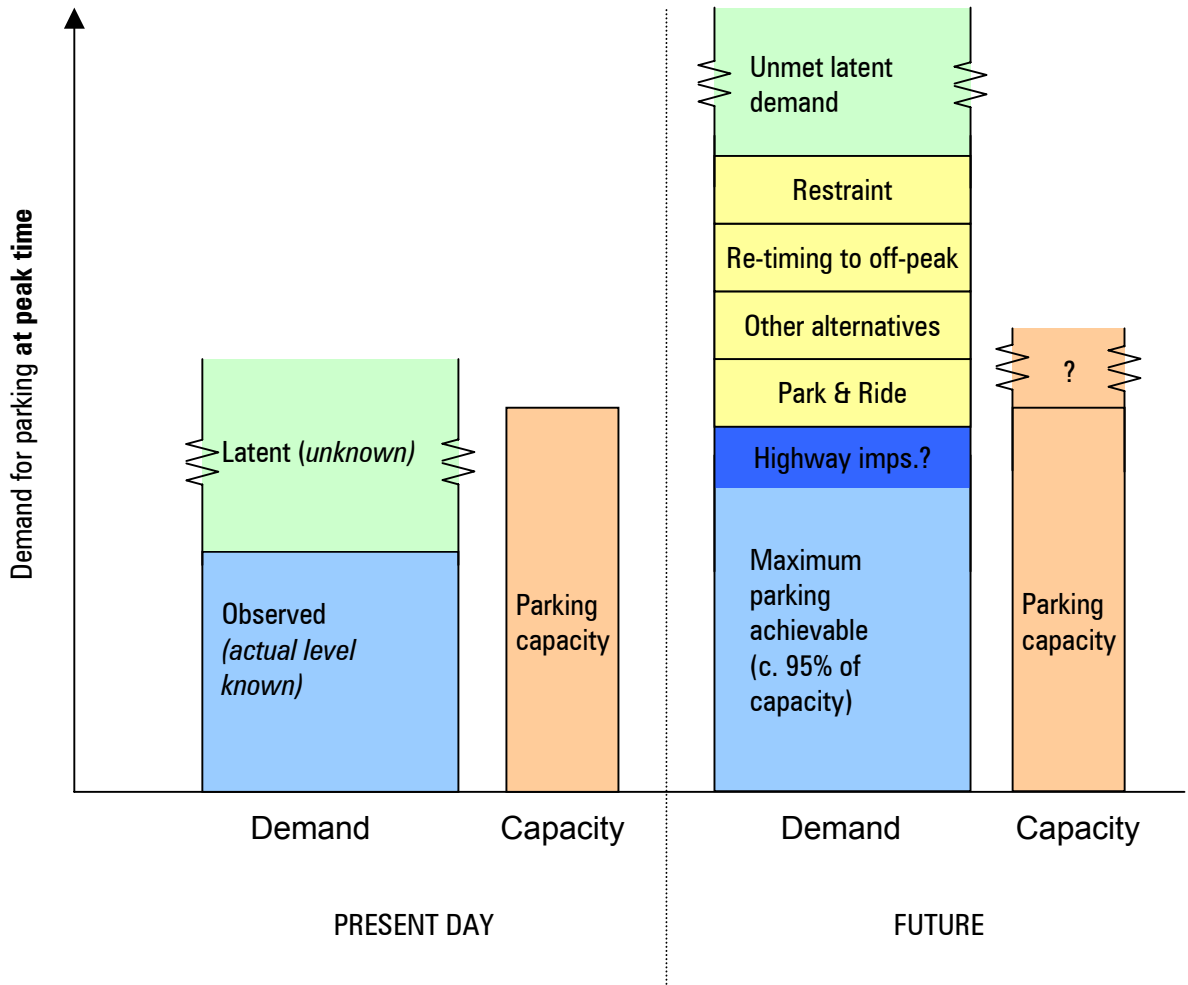 Demand for parking at peak time
Latent (unknown)
Observed
(actual level
known)
Parking
capacity
Demand
Capacity
PRESENT DAY
Unmet latent
demand
Restraint
Re-timing to off-peak
Other alternatives
Park & Ride
Highway imps.?
Maximum
parking
achievable
(c. 95% of
capacity)
?
Parking
capacity
Demand
Capacity
FUTURE